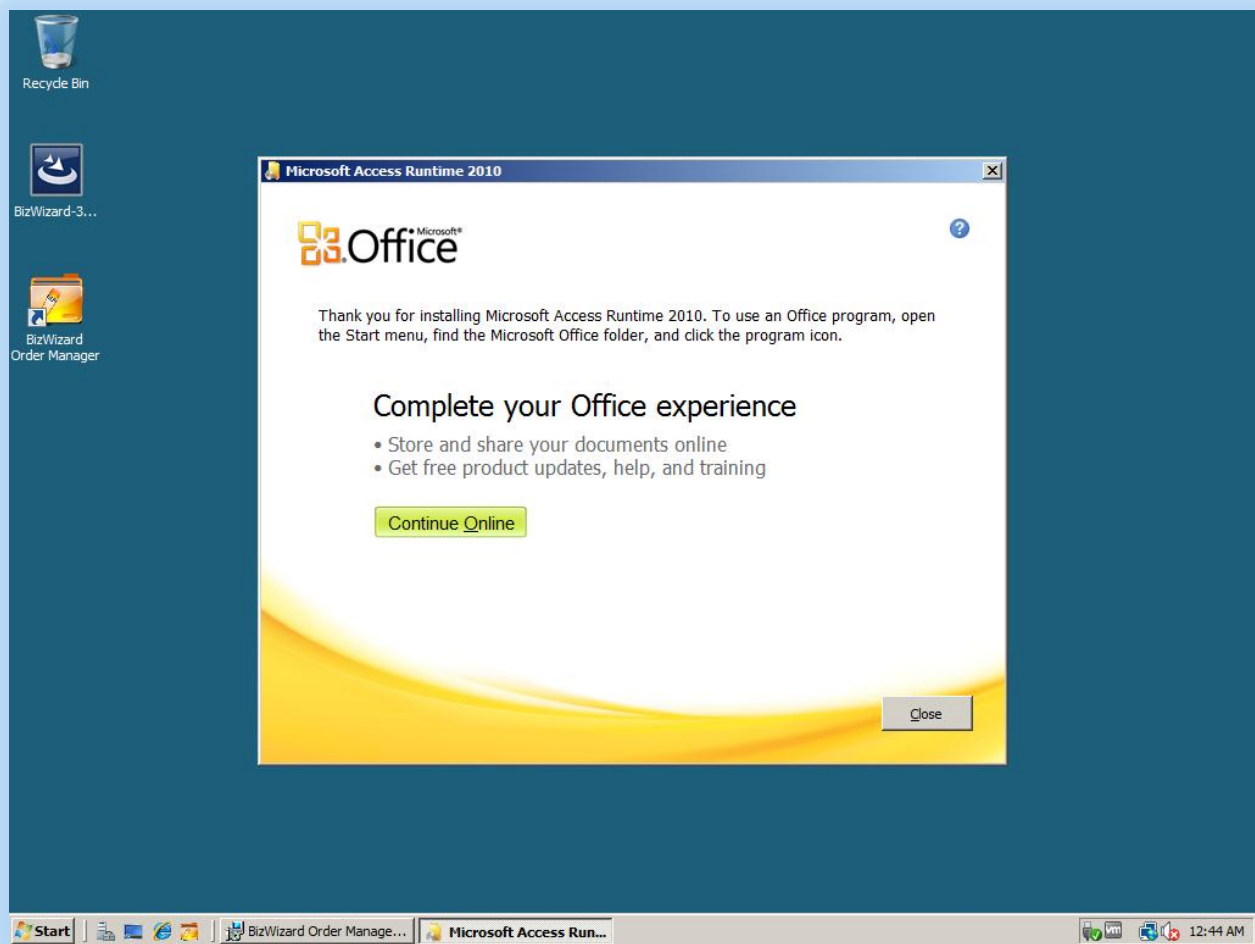 Recycle Bin
BizWizard-3...
BizWizard
Order Manager
Microsoft Access Runtime 2010
Microsoft®
Office
?
Thank you for installing Microsoft Access Runtime 2010. To use an Office program, open
the Start menu, find the Microsoft Office folder, and click the program icon.
Complete your Office experience
• Store and share your documents online
• Get free product updates, help, and training
Continue Online
Close
Start
BizWizard Order Manage...
Microsoft Access Run...
vm
12:44 AM